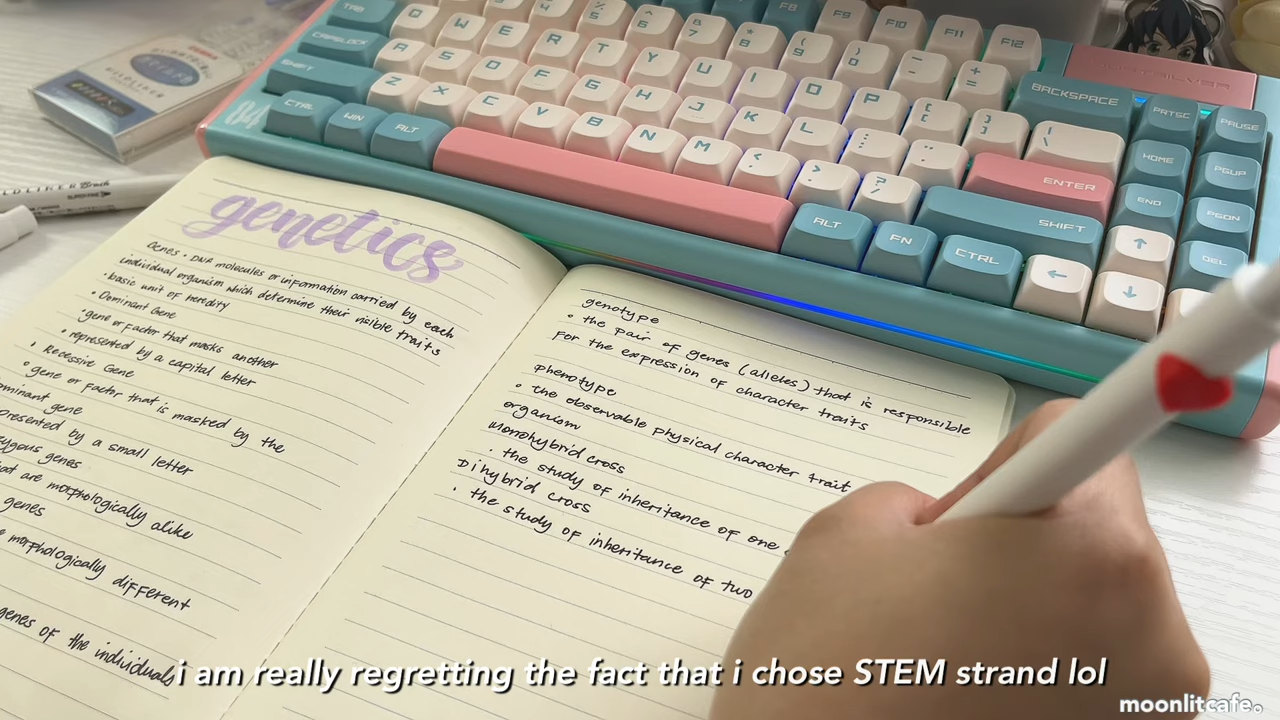 genetics
Genes - DNA molecules or information carried by each
individual organism which determine their visible traits
• basic unit of heredity
• Dominant Gene
• gene or factor that masks another
• represented by a capital letter
• Recessive Gene
• gene or factor that is masked by the
gene
by a small letter
genes
are morphologically alike
genes
morphologically different
genes of the individual
genotype
• the pair of genes (alleles) that is responsible
for the expression of character traits
phenotype
• the observable physical character trait
organism
monohybrid cross
• the study of inheritance of one
Dihybrid cross
• the study of inheritance of two
TAB Q W E R T Y U I O P [ { ] } \ |
CAPSLOCK A S D F G H J K L : ; " ' ENTER
SHIFT Z X C V B N M < , > . ? / SHIFT
CTRL WIN ALT ALT FN CTRL ← ↓
F8 F9 F10 F11 F12
BACKSPACE
PRTSC PAUSE
HOME PGUP
END PGDN
↑ DEL
84
i am really regretting the fact that i chose STEM strand lol
moonlitcafe.